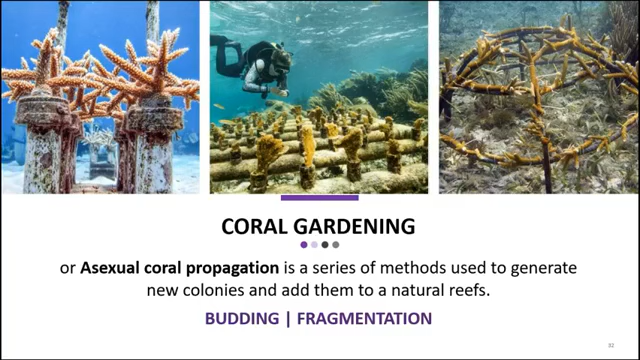 CORAL GARDENING
or Asexual coral propagation is a series of methods used to generate
new colonies and add them to a natural reefs.
BUDDING | FRAGMENTATION
32